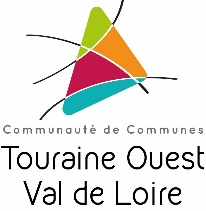 Communauté de Communes
Touraine Ouest
Val de Loire